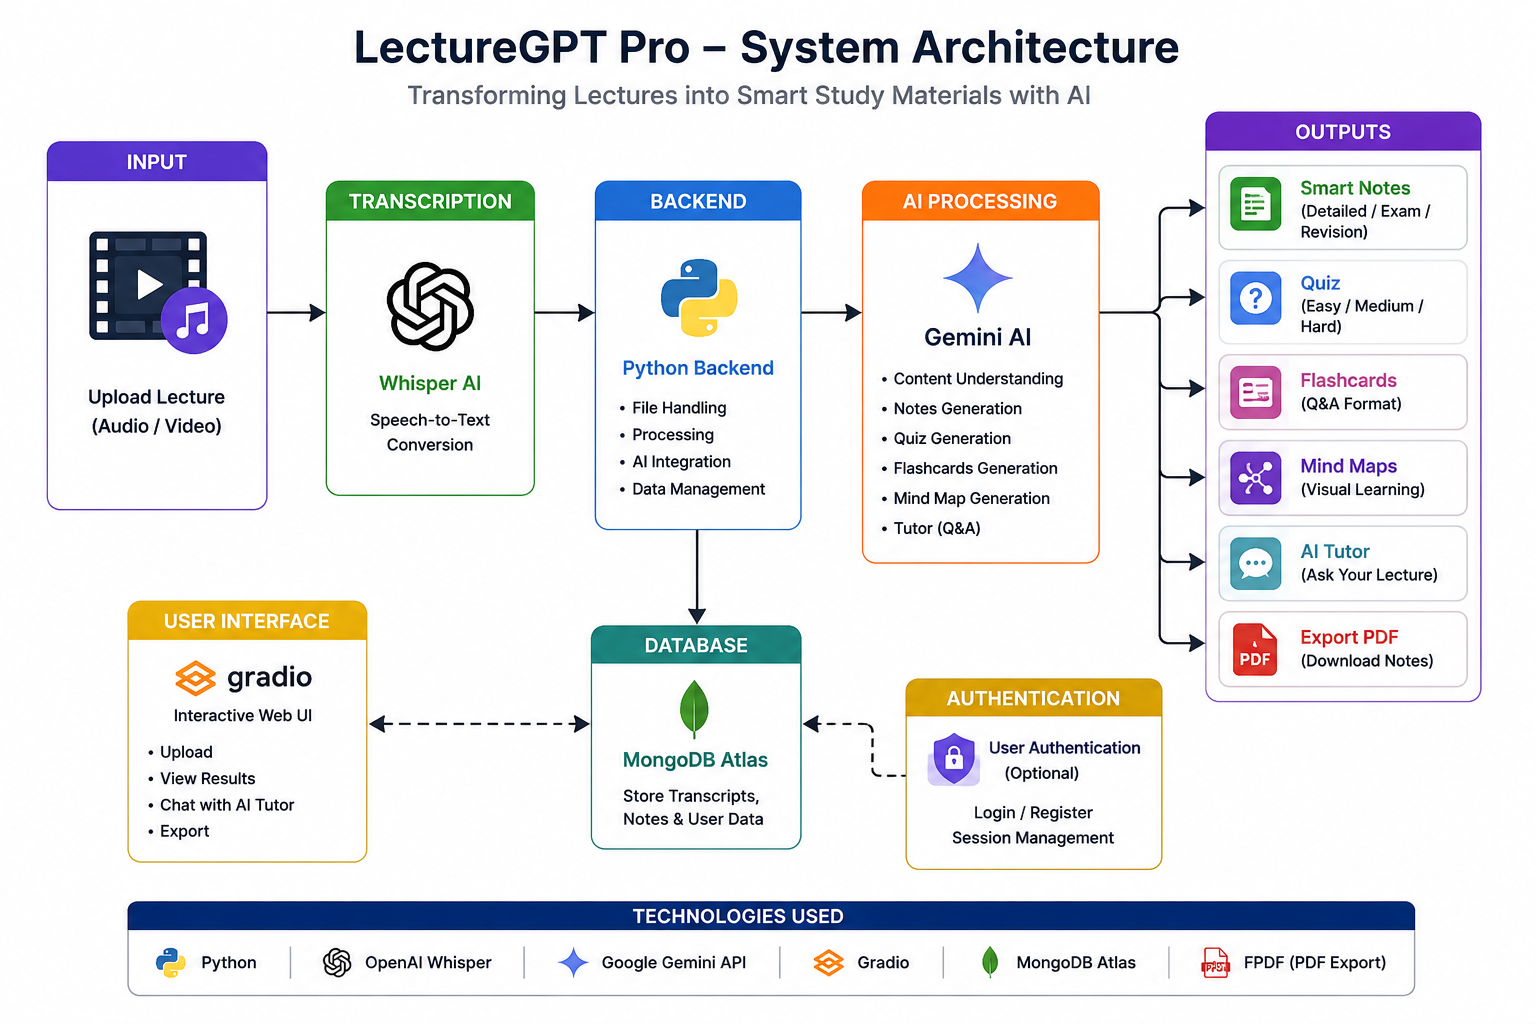 LectureGPT Pro – System Architecture
Transforming Lectures into Smart Study Materials with AI
INPUT
Upload Lecture
(Audio / Video)
TRANSCRIPTION
Whisper AI
Speech-to-Text
Conversion
BACKEND
Python Backend
• File Handling
• Processing
• AI Integration
• Data Management
AI PROCESSING
Gemini AI
• Content Understanding
• Notes Generation
• Quiz Generation
• Flashcards Generation
• Mind Map Generation
• Tutor (Q&A)
OUTPUTS
Smart Notes
(Detailed / Exam /
Revision)
Quiz
(Easy / Medium /
Hard)
Flashcards
(Q&A Format)
Mind Maps
(Visual Learning)
AI Tutor
(Ask Your Lecture)
PDF
Export PDF
(Download Notes)
USER INTERFACE
gradio
Interactive Web UI
• Upload
• View Results
• Chat with AI Tutor
• Export
DATABASE
MongoDB Atlas
Store Transcripts,
Notes & User Data
AUTHENTICATION
User Authentication
(Optional)
Login / Register
Session Management
TECHNOLOGIES USED
Python
OpenAI Whisper
Google Gemini API
Gradio
MongoDB Atlas
FPDF (PDF Export)